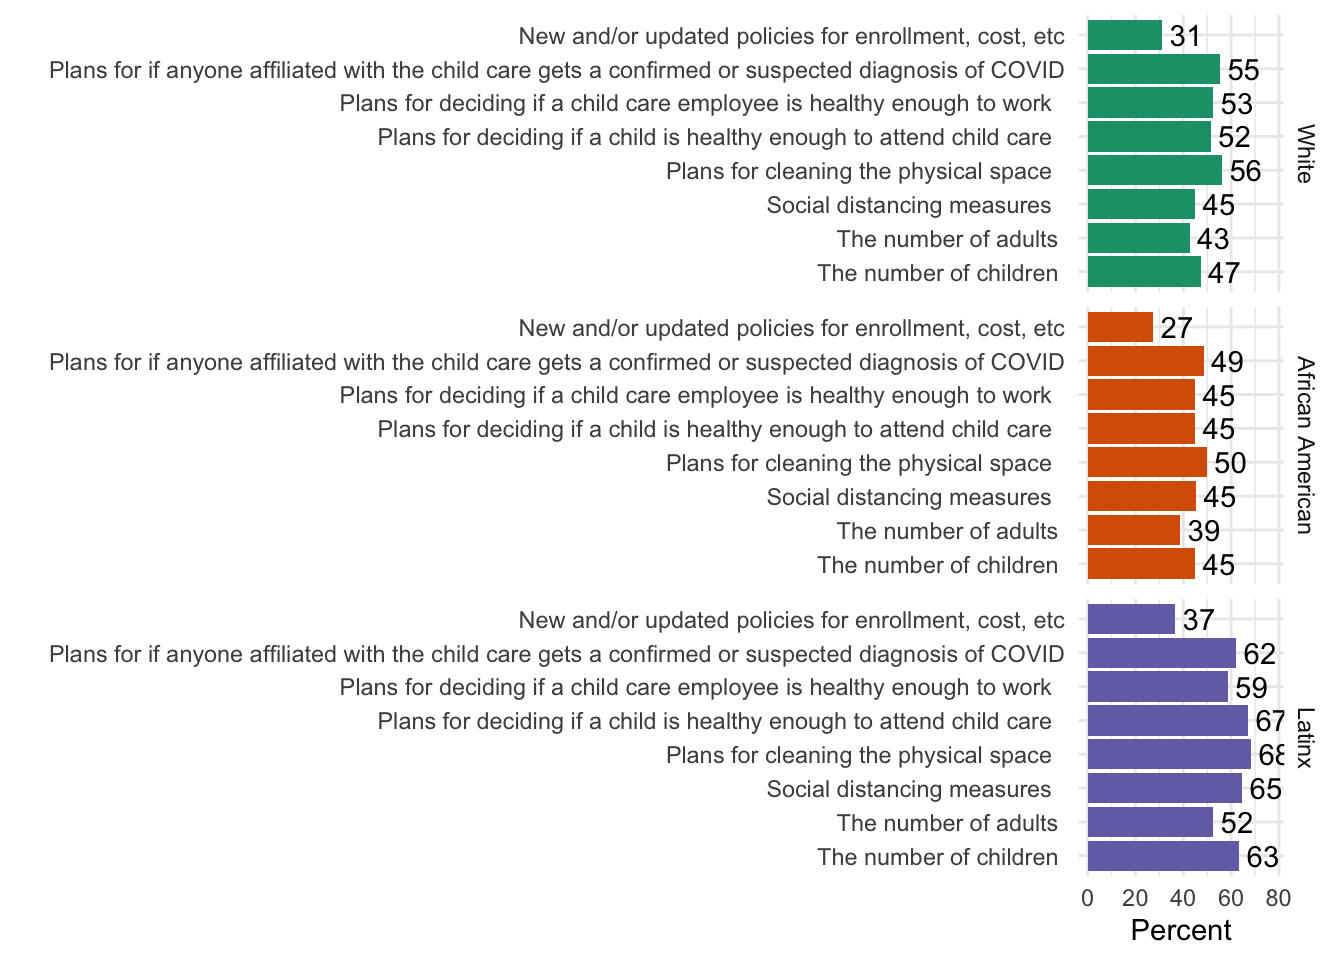 New and/or updated policies for enrollment, cost, etc 31
Plans for if anyone affiliated with the child care gets a confirmed or suspected diagnosis of COVID 55
Plans for deciding if a child care employee is healthy enough to work 53
Plans for deciding if a child is healthy enough to attend child care 52
Plans for cleaning the physical space 56
Social distancing measures 45
The number of adults 43
The number of children 47
White
New and/or updated policies for enrollment, cost, etc 27
Plans for if anyone affiliated with the child care gets a confirmed or suspected diagnosis of COVID 49
Plans for deciding if a child care employee is healthy enough to work 45
Plans for deciding if a child is healthy enough to attend child care 45
Plans for cleaning the physical space 50
Social distancing measures 45
The number of adults 39
The number of children 45
African American
New and/or updated policies for enrollment, cost, etc 37
Plans for if anyone affiliated with the child care gets a confirmed or suspected diagnosis of COVID 62
Plans for deciding if a child care employee is healthy enough to work 59
Plans for deciding if a child is healthy enough to attend child care 67
Plans for cleaning the physical space 68
Social distancing measures 65
The number of adults 52
The number of children 63
Latinx
0 20 40 60 80
Percent